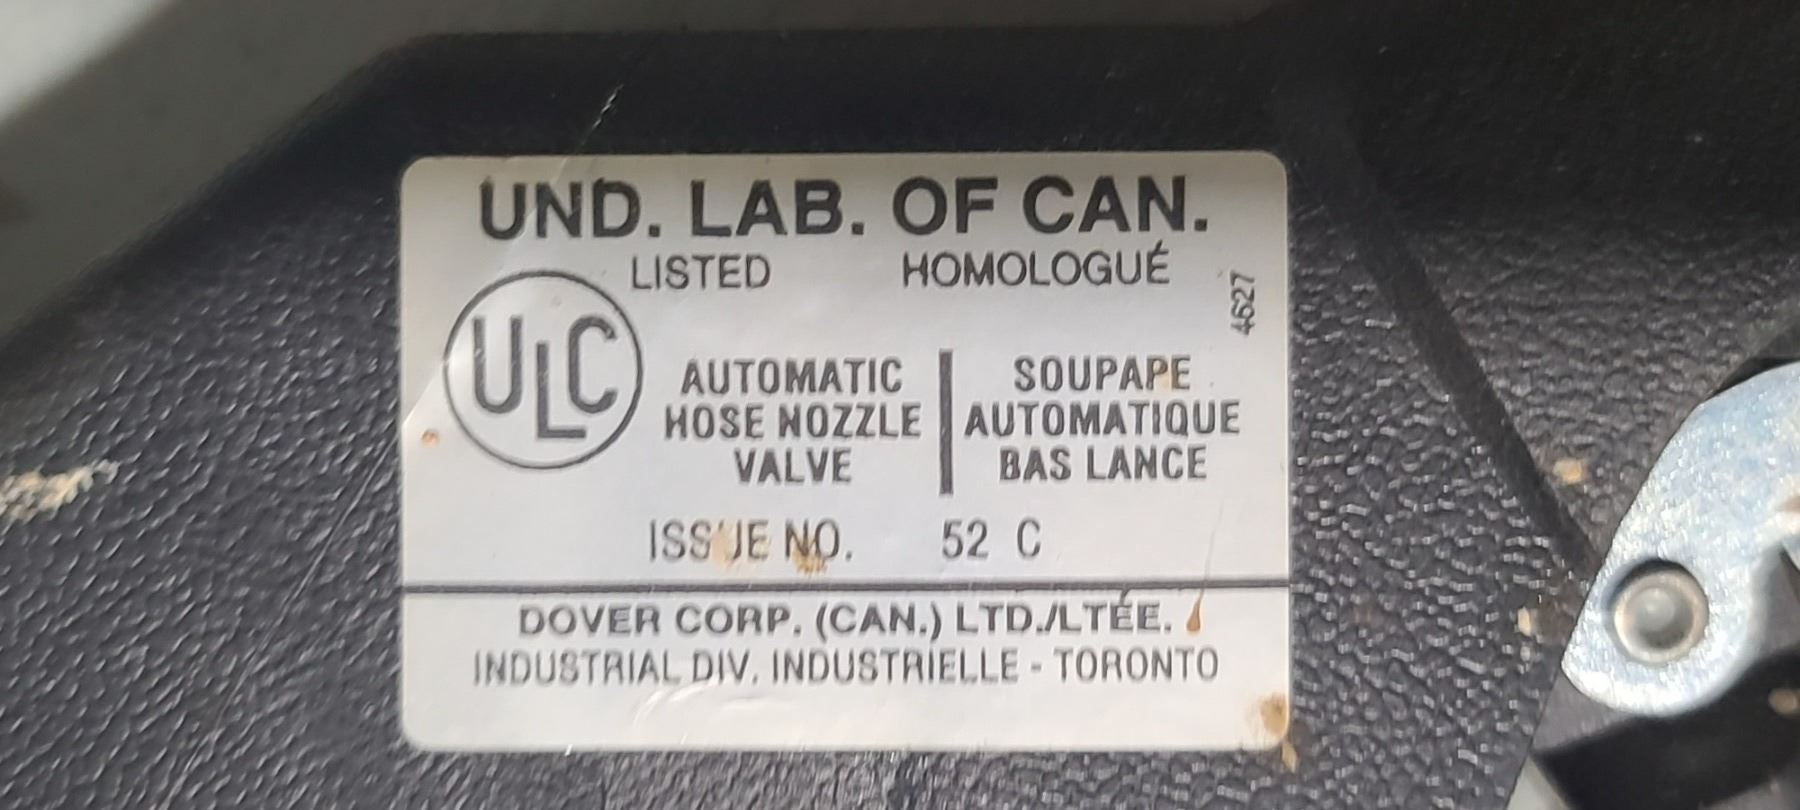 UND. LAB. OF CAN.
LISTED HOMOLOGUÉ
4627
ULC
AUTOMATIC
HOSE NOZZLE
VALVE
SOUPAPE
AUTOMATIQUE
BAS LANCE
ISSUE NO. 52 C
DOVER CORP. (CAN.) LTD./LTÉE.
INDUSTRIAL DIV. INDUSTRIELLE - TORONTO